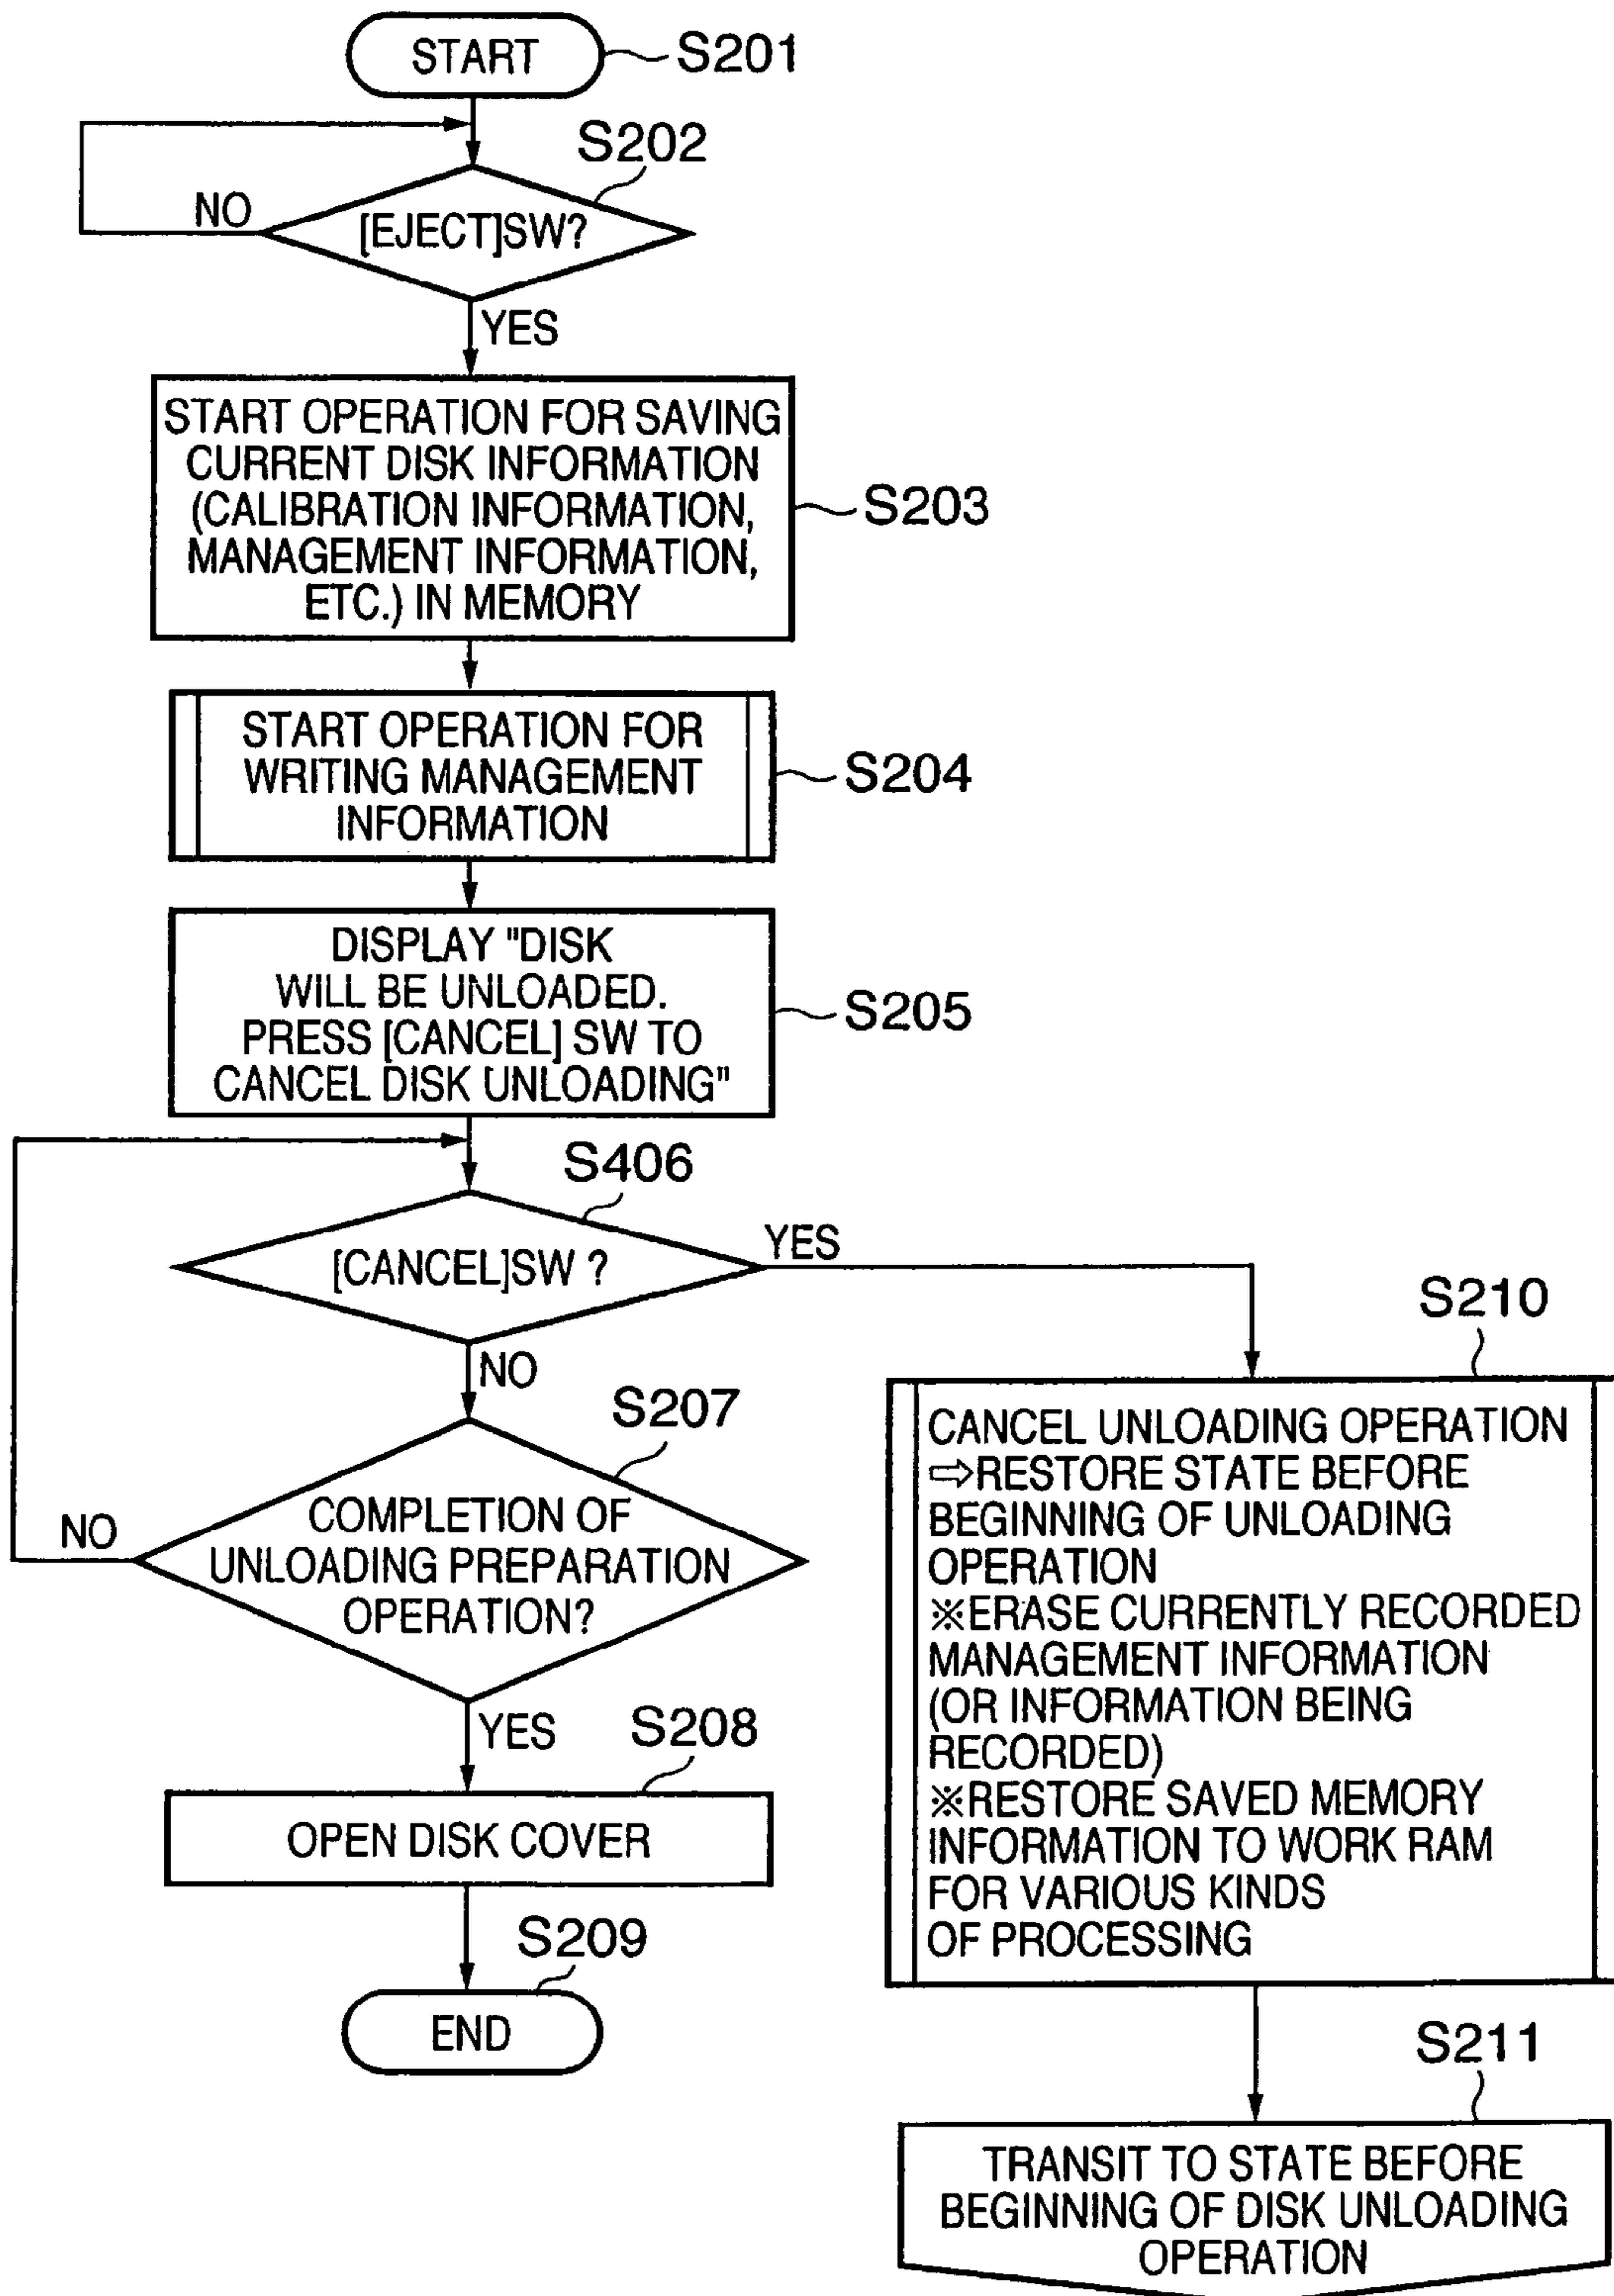 START
S201
S202
NO
[EJECT]SW?
YES
START OPERATION FOR SAVING
CURRENT DISK INFORMATION
(CALIBRATION INFORMATION,
MANAGEMENT INFORMATION,
ETC.) IN MEMORY
S203
START OPERATION FOR
WRITING MANAGEMENT
INFORMATION
S204
DISPLAY "DISK
WILL BE UNLOADED.
PRESS [CANCEL] SW TO
CANCEL DISK UNLOADING"
S205
S406
[CANCEL]SW ?
YES
NO
S207
COMPLETION OF
UNLOADING PREPARATION
OPERATION?
NO
YES
S208
OPEN DISK COVER
S209
END
S210
CANCEL UNLOADING OPERATION
⇨RESTORE STATE BEFORE
BEGINNING OF UNLOADING
OPERATION
※ERASE CURRENTLY RECORDED
MANAGEMENT INFORMATION
(OR INFORMATION BEING
RECORDED)
※RESTORE SAVED MEMORY
INFORMATION TO WORK RAM
FOR VARIOUS KINDS
OF PROCESSING
S211
TRANSIT TO STATE BEFORE
BEGINNING OF DISK UNLOADING
OPERATION